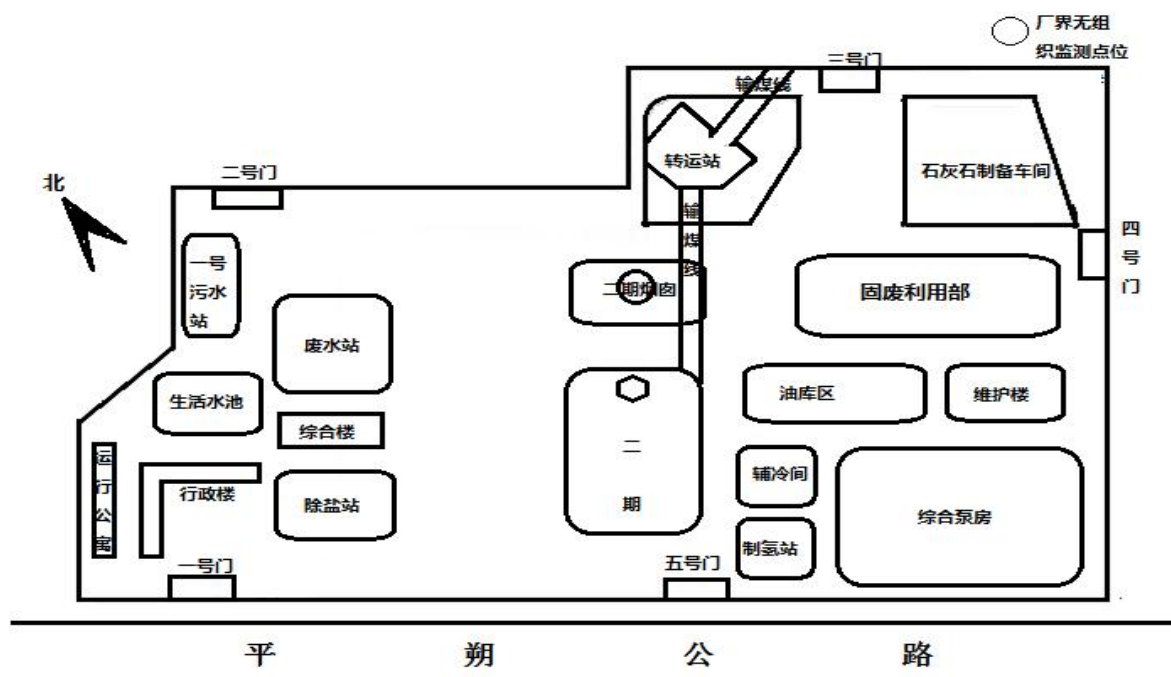 厂界无组
织监测点位
三号门
输煤线
二号门
转运站
石灰石制备车间
北
输
煤
线
四
号
门
一号
污水
站
二期烟囱
固废利用部
废水站
生活水池
油库区
维护楼
综合楼
二
期
运
行
公
寓
行政楼
除盐站
辅冷间
综合泵房
制氢站
一号门
五号门
平朔公路